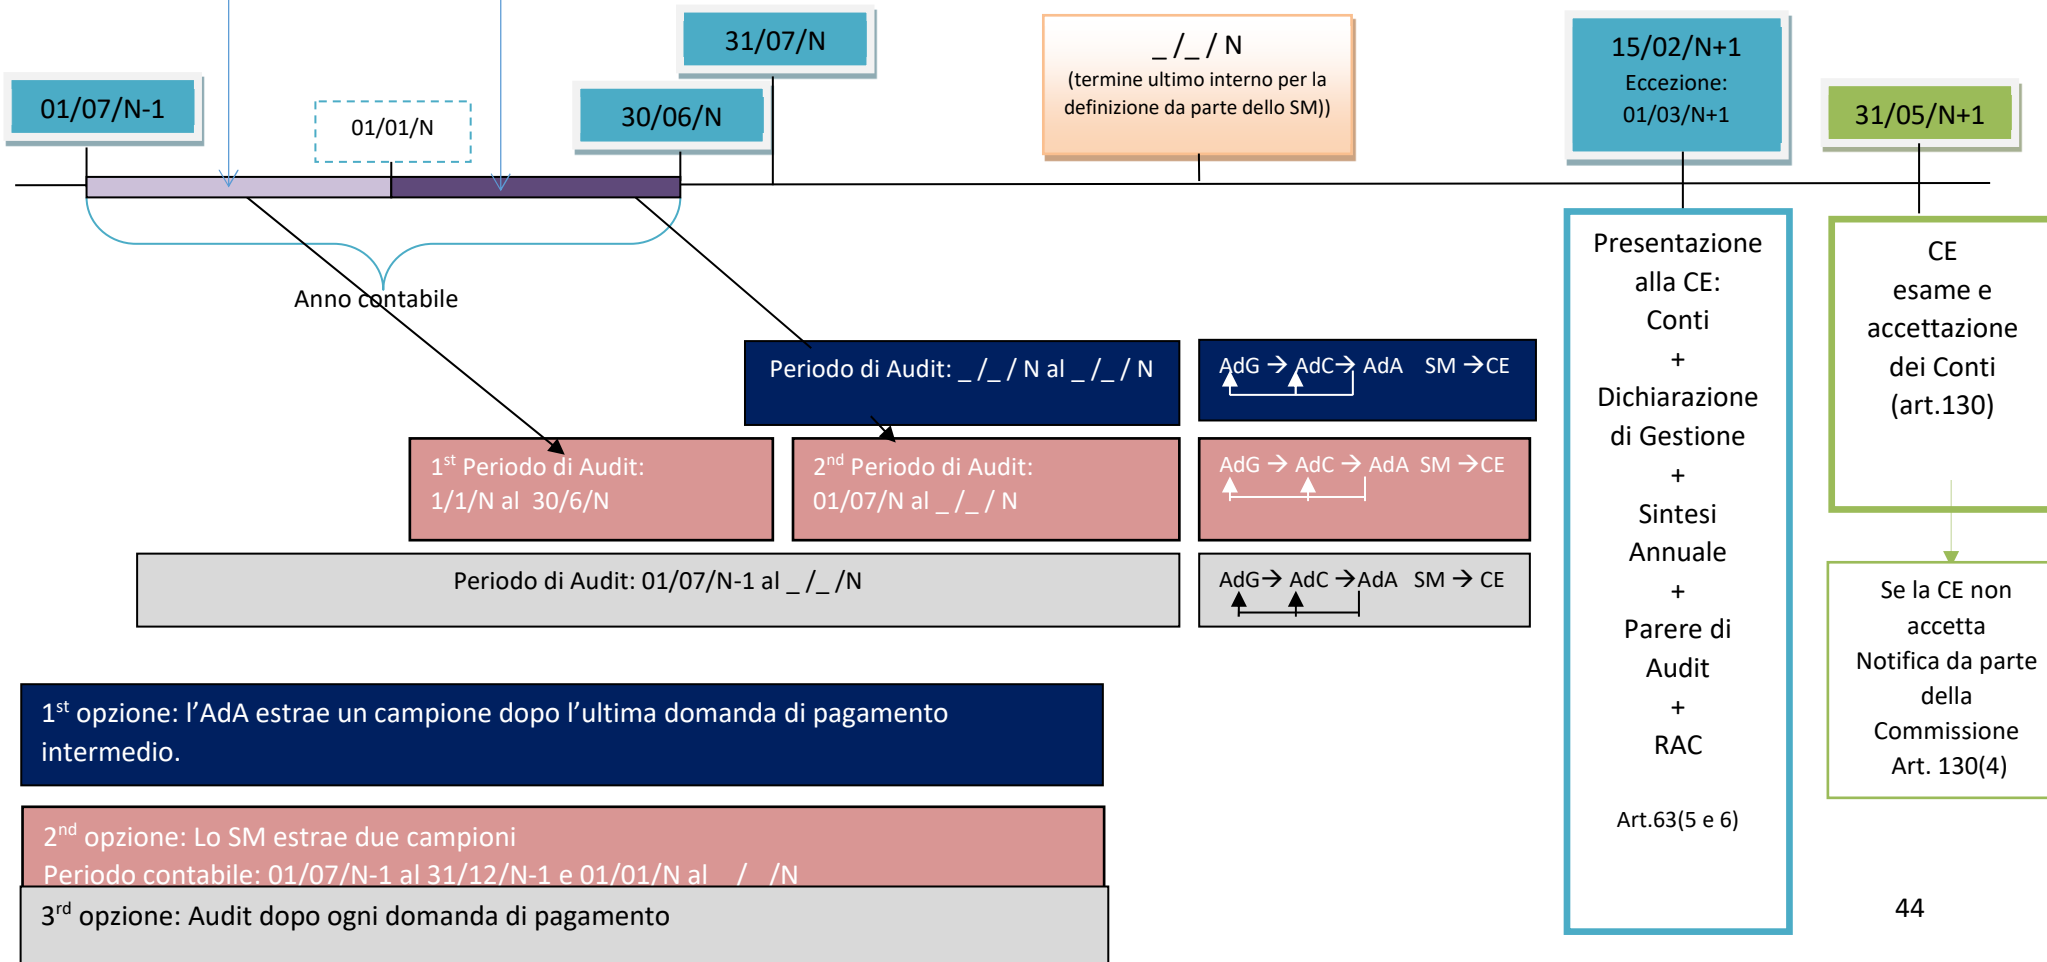 31/07/N
_ /_ / N
(termine ultimo interno per la
definizione da parte dello SM))
15/02/N+1
Eccezione:
01/03/N+1
01/07/N-1
01/01/N
30/06/N
31/05/N+1
Anno contabile
Periodo di Audit: _ /_ / N al _ /_ / N
AdG → AdC→ AdA SM →CE
1st Periodo di Audit:
1/1/N al 30/6/N
2nd Periodo di Audit:
01/07/N al _ /_ / N
AdG → AdC → AdA SM →CE
Periodo di Audit: 01/07/N-1 al _ /_ /N
AdG→ AdC →AdA SM → CE
Presentazione
alla CE:
Conti
+
Dichiarazione
di Gestione
+
Sintesi
Annuale
+
Parere di
Audit
+
RAC
Art.63(5 e 6)
CE
esame e
accettazione
dei Conti
(art.130)
Se la CE non
accetta
Notifica da parte
della
Commissione
Art. 130(4)
1st opzione: l’AdA estrae un campione dopo l’ultima domanda di pagamento
intermedio.
2nd opzione: Lo SM estrae due campioni
Periodo contabile: 01/07/N-1 al 31/12/N-1 e 01/01/N al _/_ /N
3rd opzione: Audit dopo ogni domanda di pagamento
44